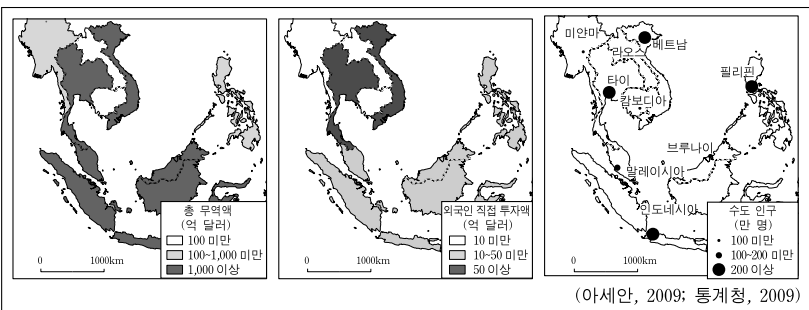 총 무역액
(억 달러)
100 미만
100~1,000 미만
1,000 이상
0 1000km
외국인 직접 투자액
(억 달러)
10 미만
10~50 미만
50 이상
0 1000km
미얀마
라오스
베트남
타이
캄보디아
필리핀
브루나이
말레이시아
인도네시아
수도 인구
(만 명)
100 미만
100~200 미만
200 이상
0 1000km
(아세안, 2009; 통계청, 2009)